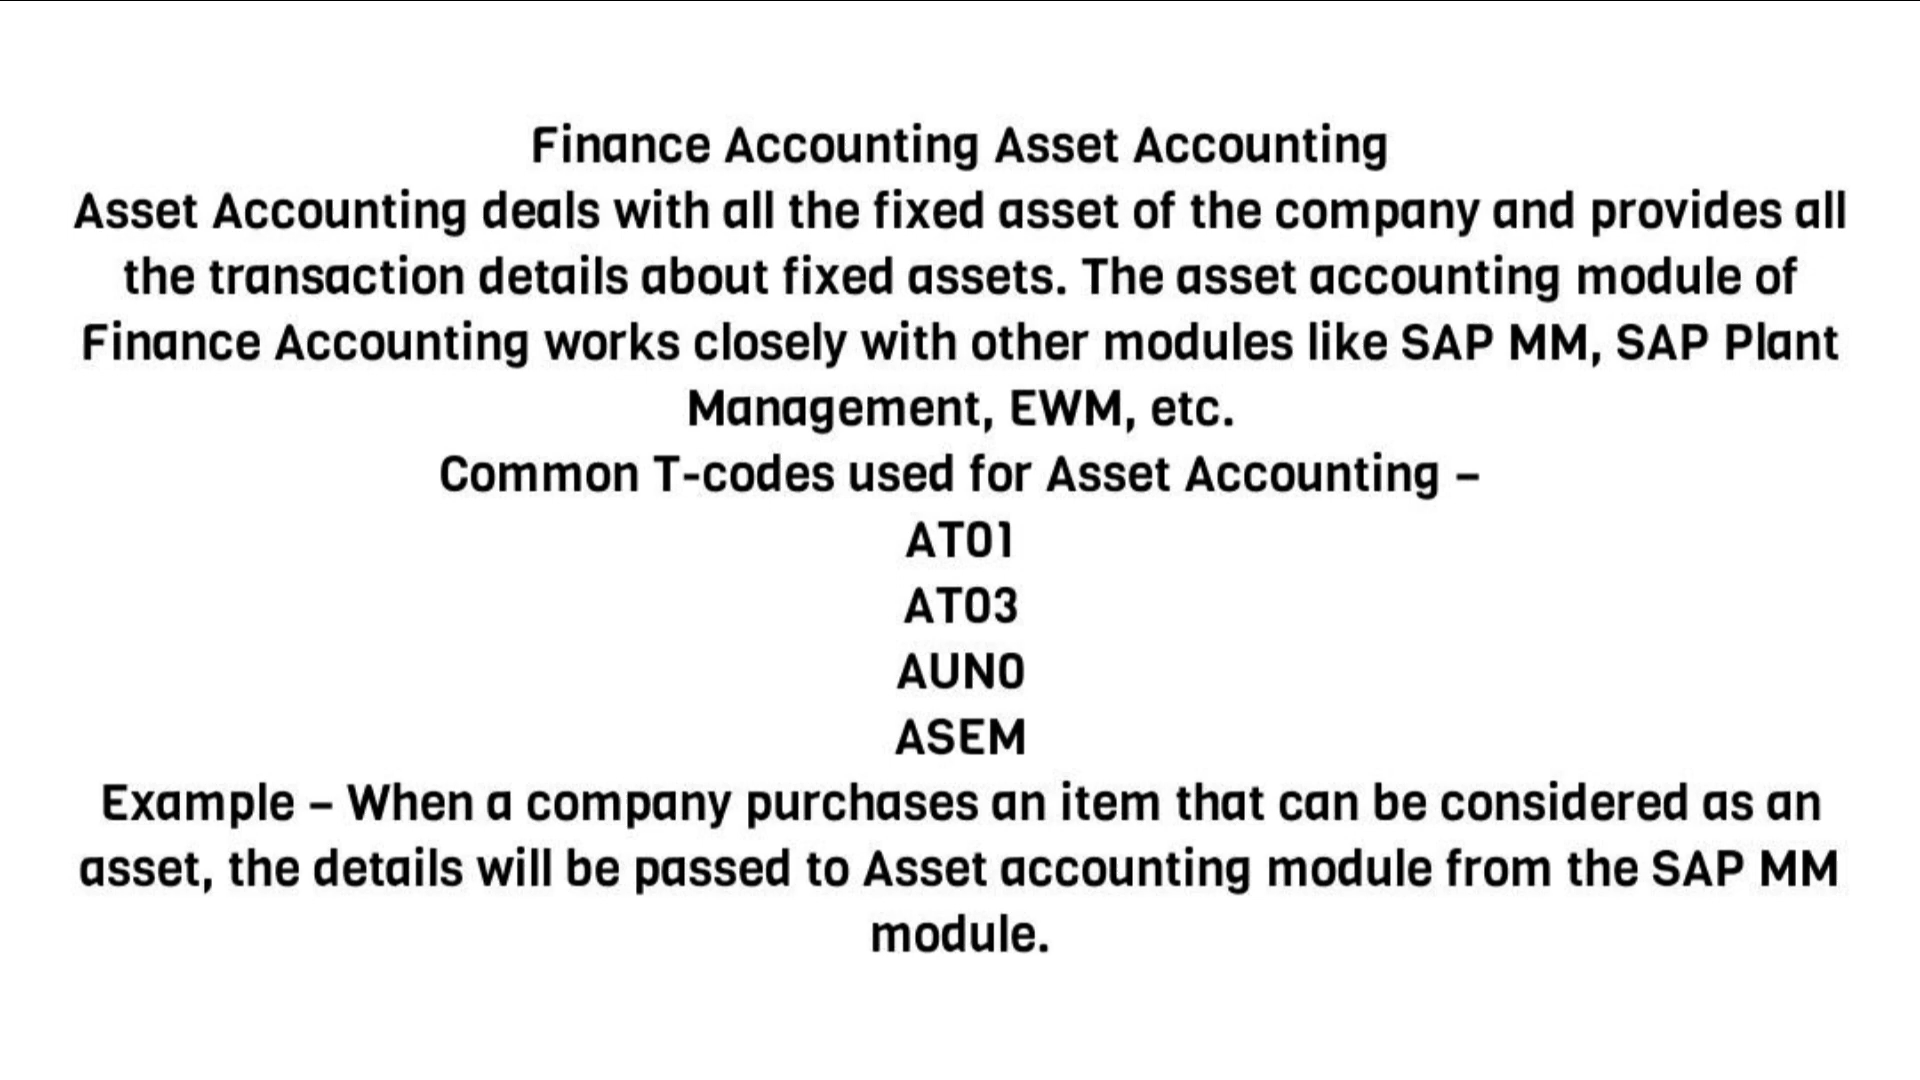 Finance Accounting Asset Accounting
Asset Accounting deals with all the fixed asset of the company and provides all
the transaction details about fixed assets. The asset accounting module of
Finance Accounting works closely with other modules like SAP MM, SAP Plant
Management, EWM, etc.
Common T-codes used for Asset Accounting –
AT01
AT03
AUN0
ASEM
Example – When a company purchases an item that can be considered as an
asset, the details will be passed to Asset accounting module from the SAP MM
module.